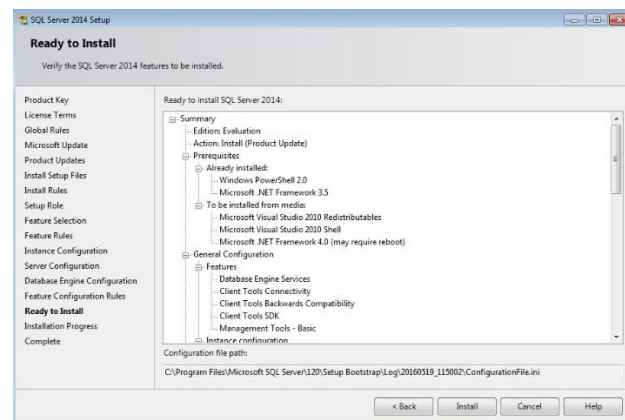 SQL Server 2014 Setup
Ready to Install
Verify the SQL Server 2014 features to be installed.
Product Key
License Terms
Global Rules
Microsoft Update
Product Updates
Install Setup Files
Install Rules
Setup Role
Feature Selection
Feature Rules
Instance Configuration
Server Configuration
Database Engine Configuration
Feature Configuration Rules
Ready to Install
Installation Progress
Complete
Ready to install SQL Server 2014:
Summary
Edition: Evaluation
Action: Install (Product Update)
Prerequisites
Already installed:
Windows PowerShell 2.0
Microsoft .NET Framework 3.5
To be installed from media:
Microsoft Visual Studio 2010 Redistributables
Microsoft Visual Studio 2010 Shell
Microsoft .NET Framework 4.0 (may require reboot)
General Configuration
Features
Database Engine Services
Client Tools Connectivity
Client Tools Backwards Compatibility
Client Tools SDK
Management Tools - Basic
Instance configuration
Configuration file path:
C:\Program Files\Microsoft SQL Server\120\Setup Bootstrap\Log\20160519_115002\ConfigurationFile.ini
< Back
Install
Cancel
Help